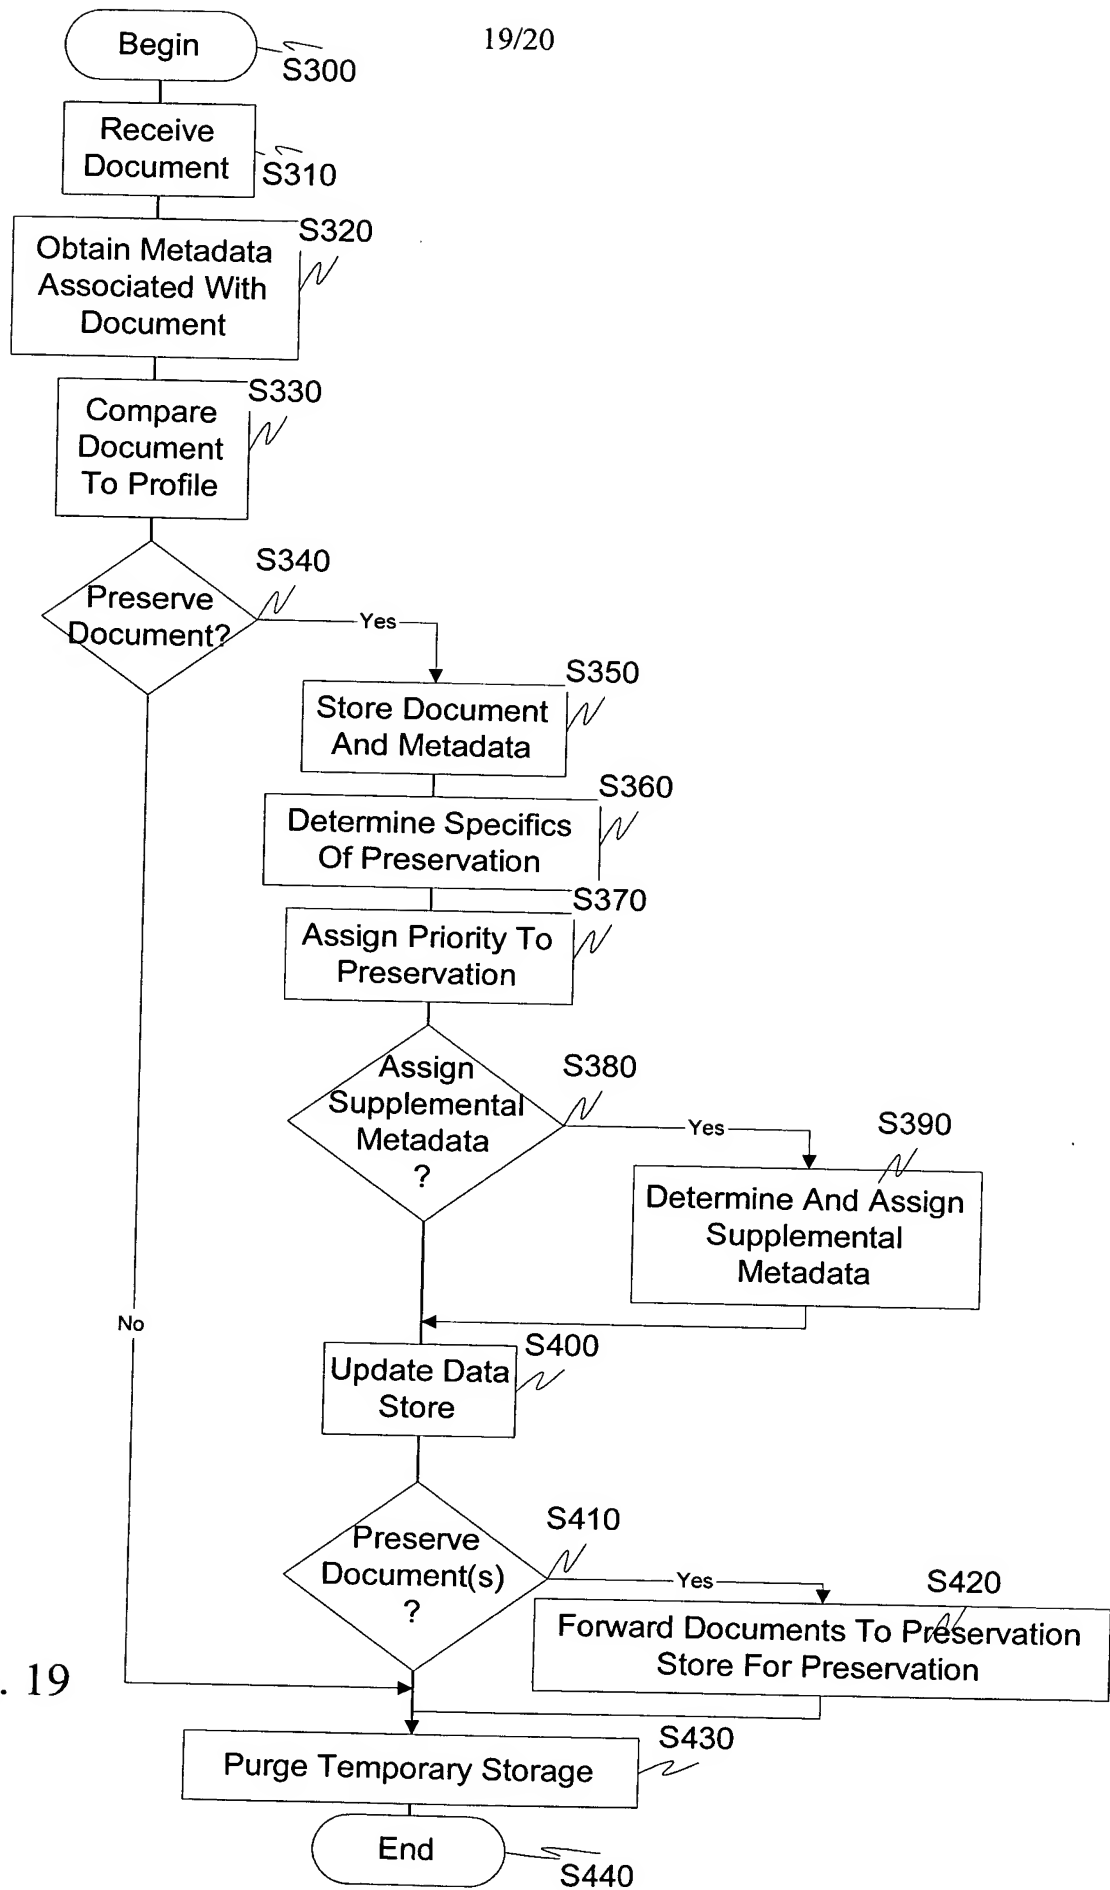 19/20
Begin
S300
Receive
Document
S310
S320
Obtain Metadata
Associated With
Document
S330
Compare
Document
To Profile
S340
Preserve
Document?
Yes
S350
Store Document
And Metadata
S360
Determine Specifics
Of Preservation
S370
Assign Priority To
Preservation
S380
Assign
Supplemental
Metadata
?
Yes
S390
Determine And Assign
Supplemental
Metadata
No
S400
Update Data
Store
S410
Preserve
Document(s)
?
Yes
S420
Forward Documents To Preservation
Store For Preservation
. 19
S430
Purge Temporary Storage
End
S440